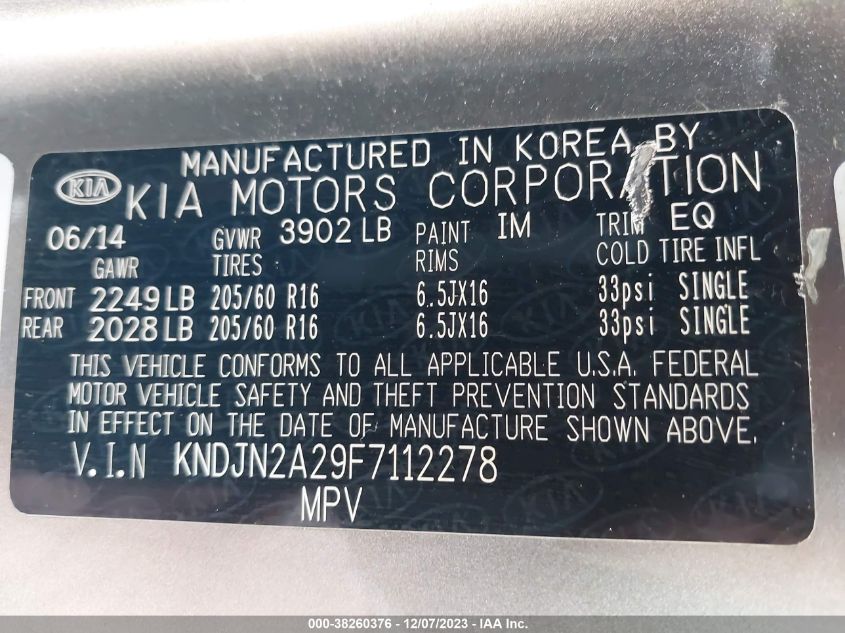 MANUFACTURED IN KOREA BY
KIA KIA MOTORS CORPORATION
06/14 GVWR 3902 LB PAINT IM TRIM EQ
GAWR TIRES RIMS COLD TIRE INFL
FRONT 2249 LB 205/60 R16 6.5JX16 33psi SINGLE
REAR 2028 LB 205/60 R16 6.5JX16 33psi SINGLE
THIS VEHICLE CONFORMS TO ALL APPLICABLE U.S.A. FEDERAL
MOTOR VEHICLE SAFETY AND THEFT PREVENTION STANDARDS
IN EFFECT ON THE DATE OF MANUFACTURE SHOWN ABOVE.
V.I.N KNDJN2A29F7112278
MPV
000-38260376 - 12/07/2023 - IAA Inc.